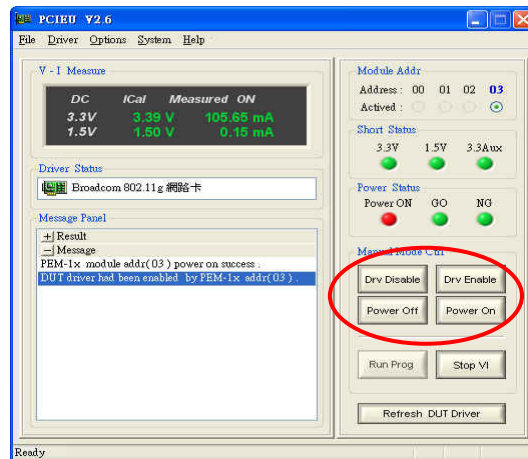 PCIEU V2.6
File Driver Options System Help
V - I Measure
DC ICal Measured ON
3.3V 3.39 V 105.65 mA
1.5V 1.50 V 0.15 mA
Driver Status
Broadcom 802.11g 網路卡
Message Panel
Result
Message
PEM-1x module addr( 03 ) power on success .
DUT driver had been enabled by PEM-1x addr( 03 ) .
Module Addr
Address : 00 01 02 03
Actived :
Short Status
3.3V 1.5V 3.3Aux
Power Status
Power ON GO NG
Manual Mode Ctrl
Drv Disable Drv Enable
Power Off Power On
Run Prog Stop VI
Refresh DUT Driver
Ready